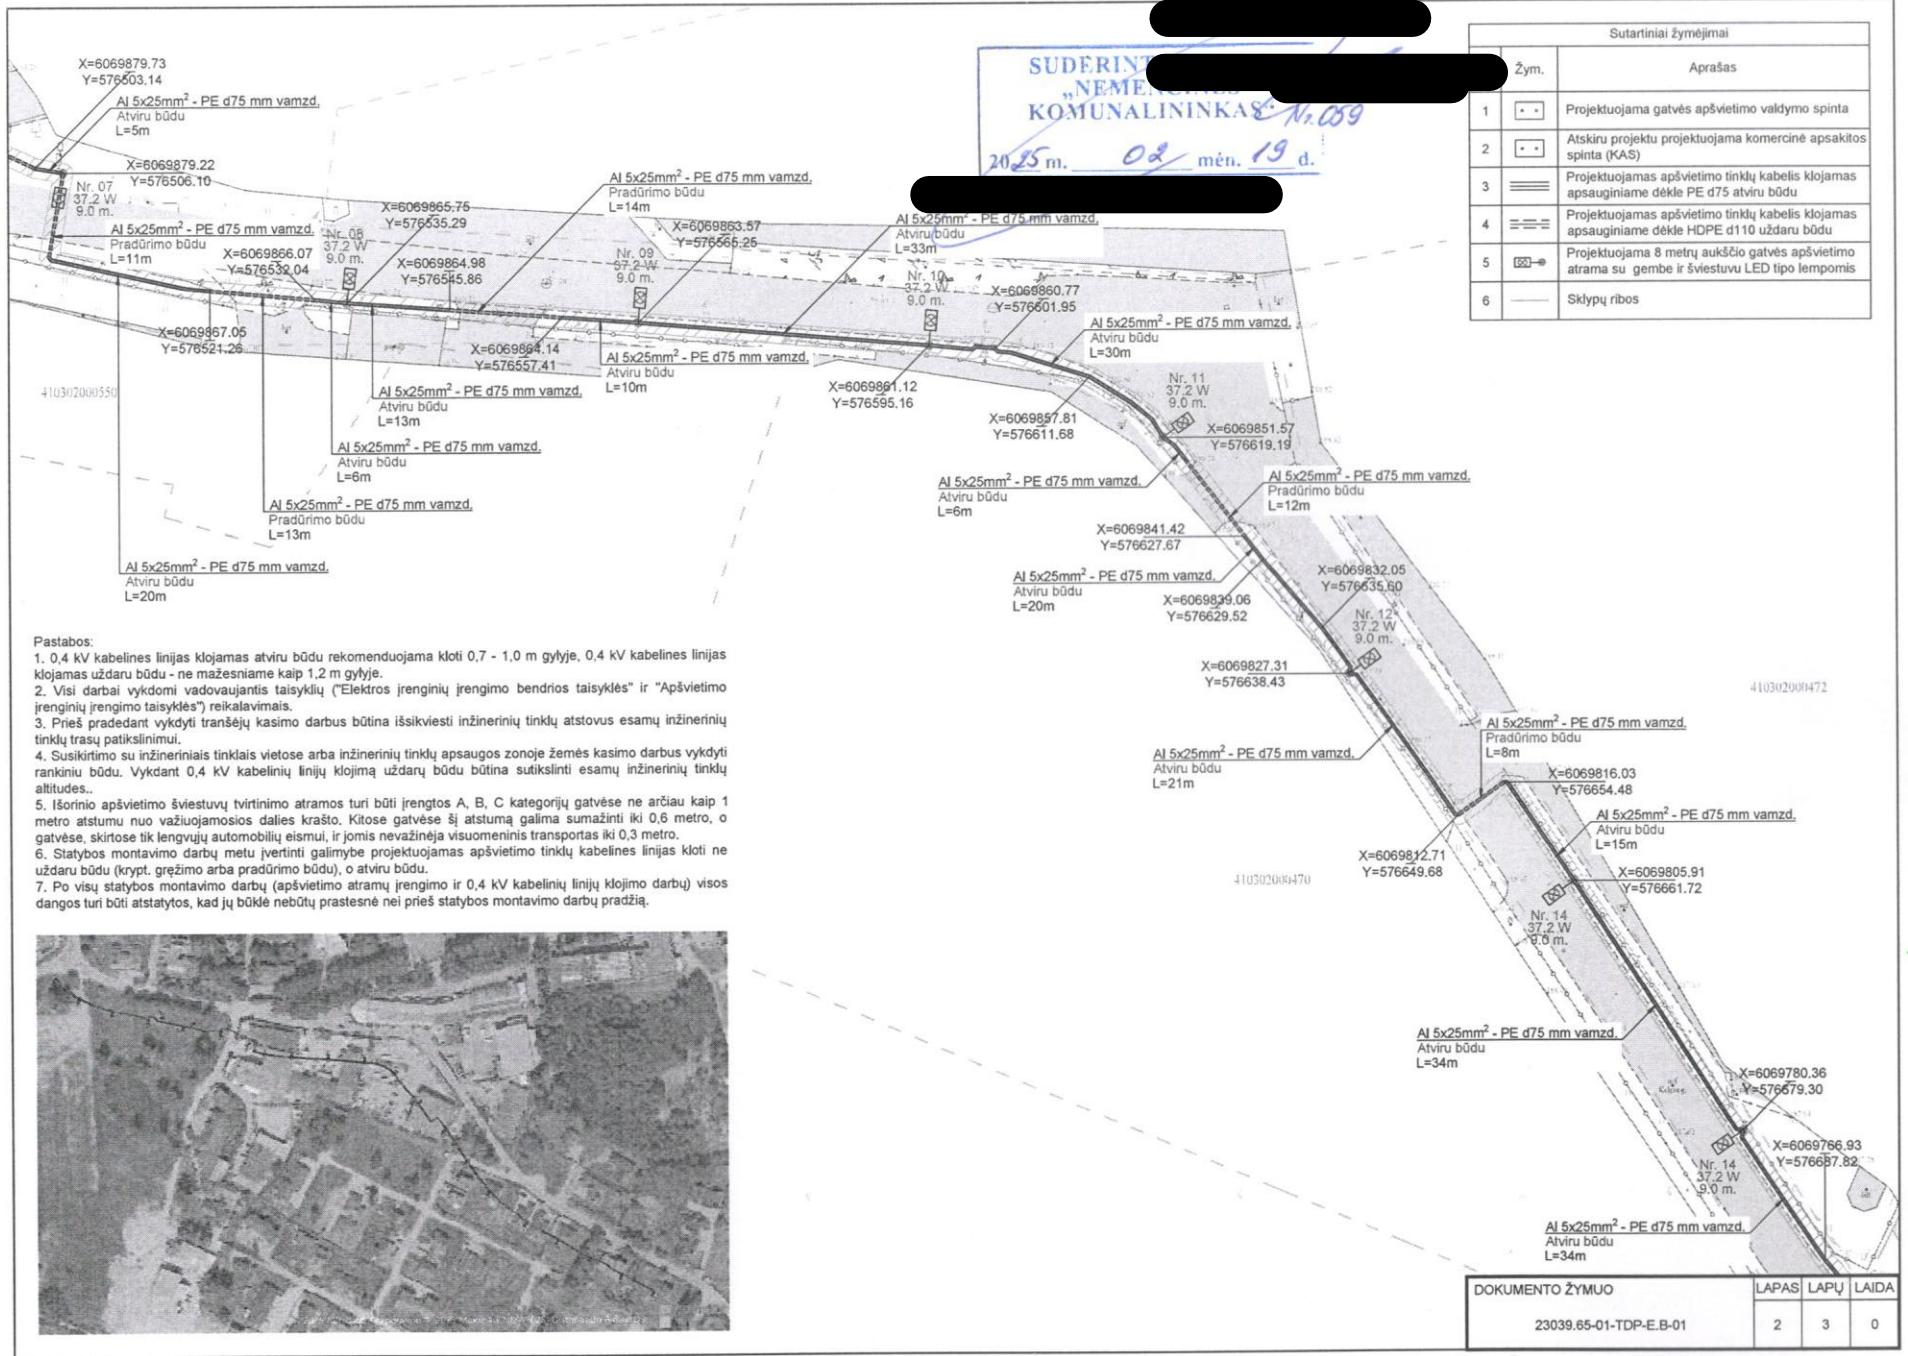 X=6069879.73
Y=576503.14
Al 5x25mm² - PE d75 mm vamzd.
Atviru būdu
L=5m
X=6069879.22
Y=576506.10
Nr. 07
37.2 W
9.0 m.
Al 5x25mm² - PE d75 mm vamzd.
Pradūrimo būdu
L=11m
X=6069866.07
Y=576532.04
Nr. 08
37.2 W
9.0 m.
X=6069865.75
Y=576535.29
X=6069864.98
Y=576545.86
Al 5x25mm² - PE d75 mm vamzd.
Pradūrimo būdu
L=14m
Nr. 09
37.2 W
9.0 m.
X=6069863.57
Y=576565.25
Al 5x25mm² - PE d75 mm vamzd.
Atviru būdu
L=33m
Nr. 10
37.2 W
9.0 m.
X=6069860.77
Y=576601.95
Al 5x25mm² - PE d75 mm vamzd.
Atviru būdu
L=30m
X=6069867.05
Y=576521.26
X=6069864.14
Y=576557.41
Al 5x25mm² - PE d75 mm vamzd.
Atviru būdu
L=10m
Al 5x25mm² - PE d75 mm vamzd.
Atviru būdu
L=13m
Al 5x25mm² - PE d75 mm vamzd.
Atviru būdu
L=6m
Al 5x25mm² - PE d75 mm vamzd.
Pradūrimo būdu
L=13m
Al 5x25mm² - PE d75 mm vamzd.
Atviru būdu
L=20m
410302000550
X=6069861.12
Y=576595.16
X=6069857.81
Y=576611.68
Nr. 11
37.2 W
9.0 m.
X=6069851.57
Y=576619.19
Al 5x25mm² - PE d75 mm vamzd.
Atviru būdu
L=6m
Al 5x25mm² - PE d75 mm vamzd.
Pradūrimo būdu
L=12m
X=6069841.42
Y=576627.67
Al 5x25mm² - PE d75 mm vamzd.
Atviru būdu
L=20m
X=6069839.06
Y=576629.52
X=6069832.05
Y=576635.60
Nr. 12
37.2 W
9.0 m.
X=6069827.31
Y=576638.43
410302000472
Al 5x25mm² - PE d75 mm vamzd.
Pradūrimo būdu
L=8m
Al 5x25mm² - PE d75 mm vamzd.
Atviru būdu
L=21m
X=6069816.03
Y=576654.48
Al 5x25mm² - PE d75 mm vamzd.
Atviru būdu
L=15m
X=6069812.71
Y=576649.68
410302000470
X=6069805.91
Y=576661.72
Nr. 14
37.2 W
9.0 m.
Al 5x25mm² - PE d75 mm vamzd.
Atviru būdu
L=34m
X=6069780.36
Y=576679.30
X=6069766.93
Y=576687.82
Nr. 14
37.2 W
9.0 m.
Al 5x25mm² - PE d75 mm vamzd.
Atviru būdu
L=34m
KOMUNALININKAS Nr. 059
2025 m. 02 mėn. 19 d.
Sutartiniai žymėjimai
Žym. Aprašas
1 Projektuojama gatvės apšvietimo valdymo spinta
2 Atskiru projektu projektuojama komercinė apsakitos
spinta (KAS)
3 Projektuojamas apšvietimo tinklų kabelis klojamas
apsauginiame dėkle PE d75 atviru būdu
4 Projektuojamas apšvietimo tinklų kabelis klojamas
apsauginiame dėkle HDPE d110 uždaru būdu
5 Projektuojama 8 metrų aukščio gatvės apšvietimo
atrama su gembe ir šviestuvu LED tipo lempomis
6 Sklypų ribos
Pastabos:
1. 0,4 kV kabelines linijas klojamas atviru būdu rekomenduojama kloti 0,7 - 1,0 m gylyje, 0,4 kV kabelines linijas
klojamas uždaru būdu - ne mažesniame kaip 1,2 m gylyje.
2. Visi darbai vykdomi vadovaujantis taisyklių ("Elektros įrenginių įrengimo bendrios taisyklės" ir "Apšvietimo
įrenginių įrengimo taisyklės") reikalavimais.
3. Prieš pradedant vykdyti tranšėjų kasimo darbus būtina išsikviesti inžinerinių tinklų atstovus esamų inžinerinių
tinklų trasų patikslinimui.
4. Susikirtimo su inžineriniais tinklais vietose arba inžinerinių tinklų apsaugos zonoje žemės kasimo darbus vykdyti
rankiniu būdu. Vykdant 0,4 kV kabelinių linijų klojimą uždarų būdu būtina sutikslinti esamų inžinerinių tinklų
altitudes..
5. Išorinio apšvietimo šviestuvų tvirtinimo atramos turi būti įrengtos A, B, C kategorijų gatvėse ne arčiau kaip 1
metro atstumu nuo važiuojamosios dalies krašto. Kitose gatvėse šį atstumą galima sumažinti iki 0,6 metro, o
gatvėse, skirtose tik lengvųjų automobilių eismui, ir jomis nevažinėja visuomeninis transportas iki 0,3 metro.
6. Statybos montavimo darbų metu įvertinti galimybe projektuojamas apšvietimo tinklų kabelines linijas kloti ne
uždaru būdu (krypt. gręžimo arba pradūrimo būdu), o atviru būdu.
7. Po visų statybos montavimo darbų (apšvietimo atramų įrengimo ir 0,4 kV kabelinių linijų klojimo darbų) visos
dangos turi būti atstatytos, kad jų būklė nebūtų prastesnė nei prieš statybos montavimo darbų pradžią.
DOKUMENTO ŽYMUO LAPAS LAPŲ LAIDA
23039.65-01-TDP-E.B-01 2 3 0